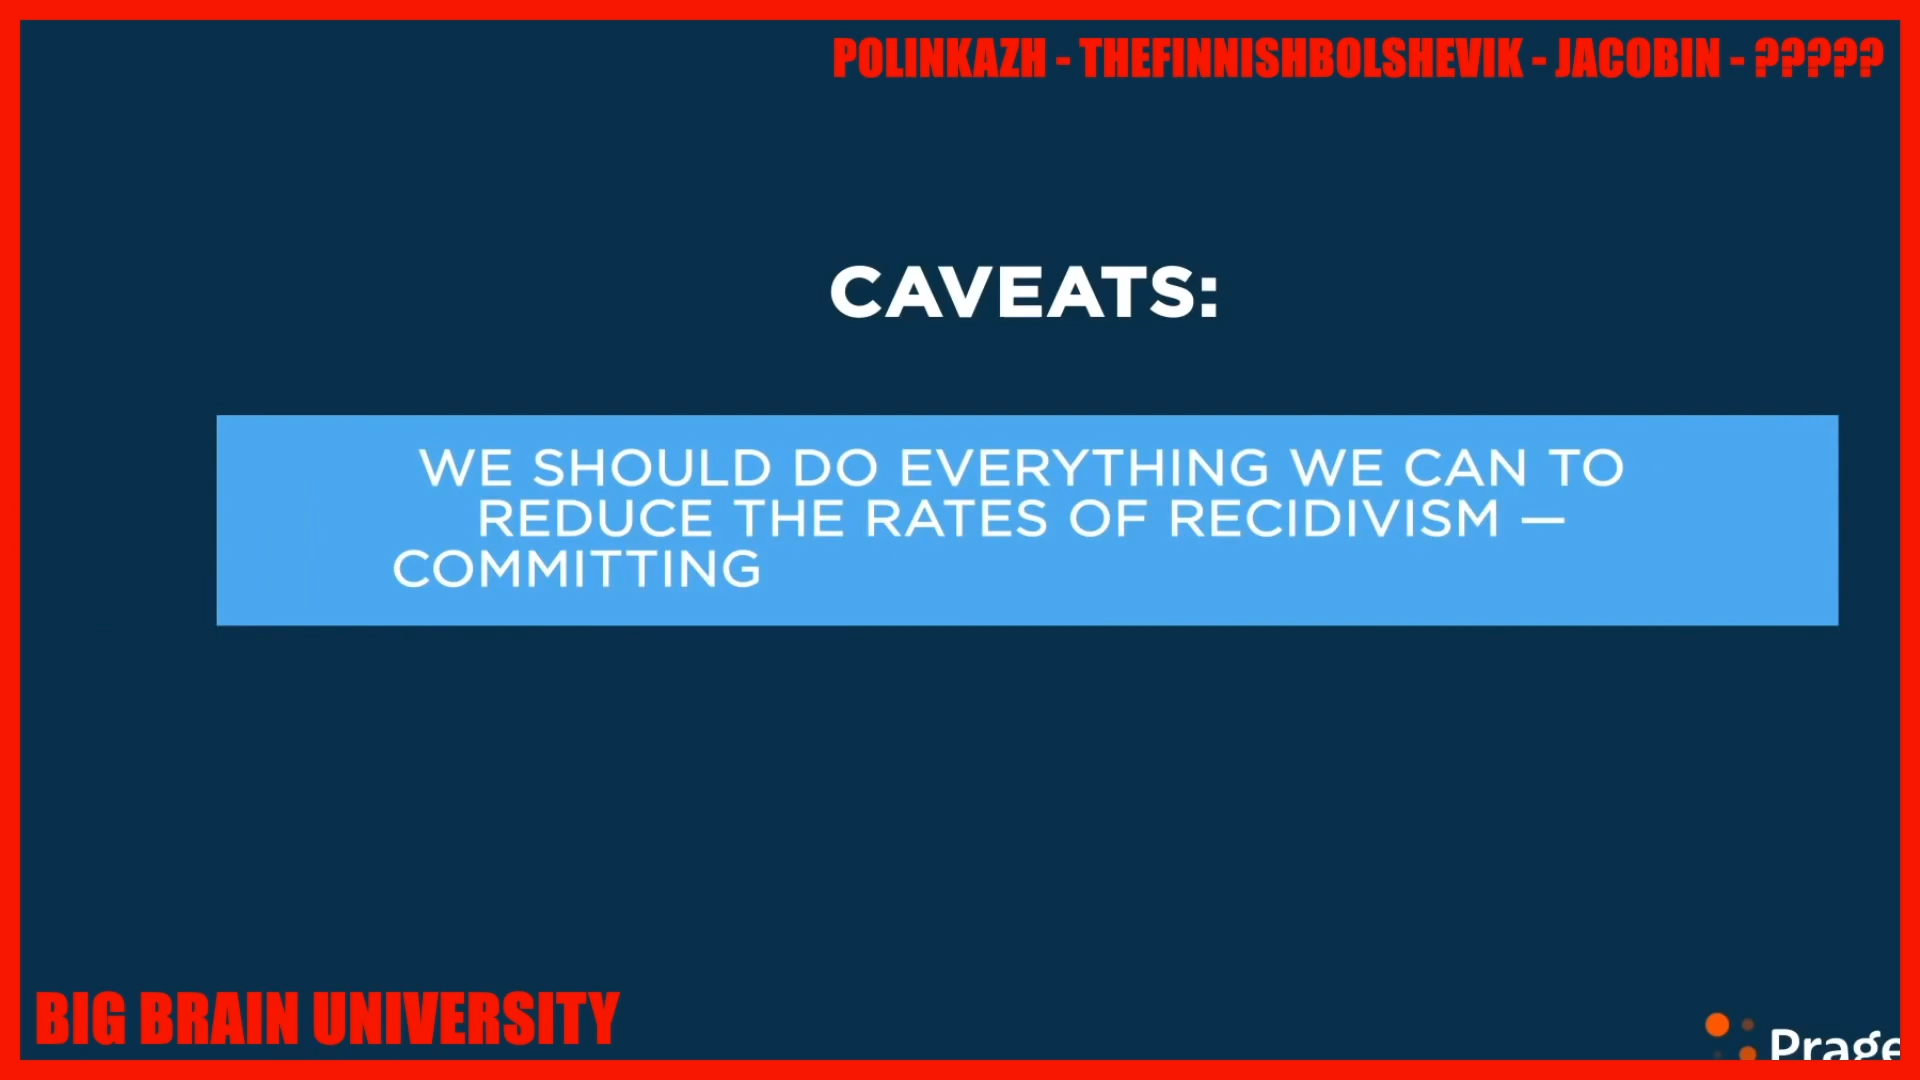 POLINKAZH - THEFINNISHBOLSHEVIK - JACOBIN - ?????
CAVEATS:
WE SHOULD DO EVERYTHING WE CAN TO
REDUCE THE RATES OF RECIDIVISM —
COMMITTING
BIG BRAIN UNIVERSITY
Prage